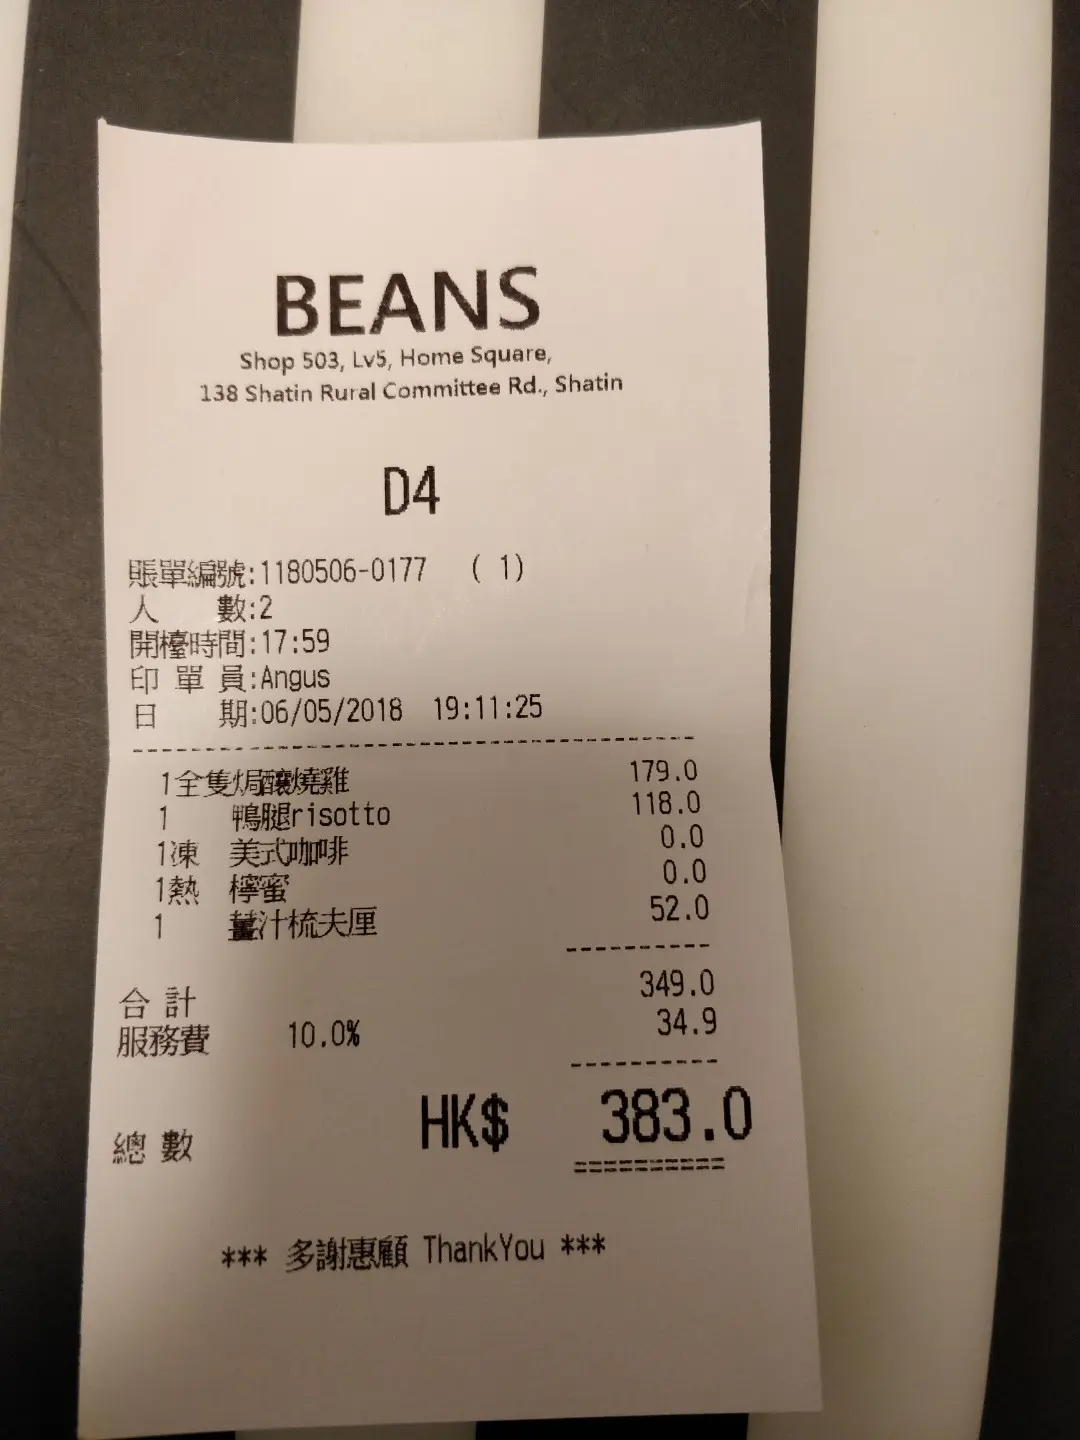 BEANS
Shop 503, Lv5, Home Square,
138 Shatin Rural Committee Rd., Shatin
D4
賬單編號:1180506-0177 ( 1)
人 數:2
開檯時間:17:59
印單員:Angus
日 期:06/05/2018 19:11:25
1全隻焗釀燒雞 179.0
1 鴨腿risotto 118.0
1凍 美式咖啡 0.0
1熱 檸蜜 0.0
1 薑汁梳夫厘 52.0
合計 349.0
服務費 10.0% 34.9
總數 HK$ 383.0
*** 多謝惠顧 ThankYou ***